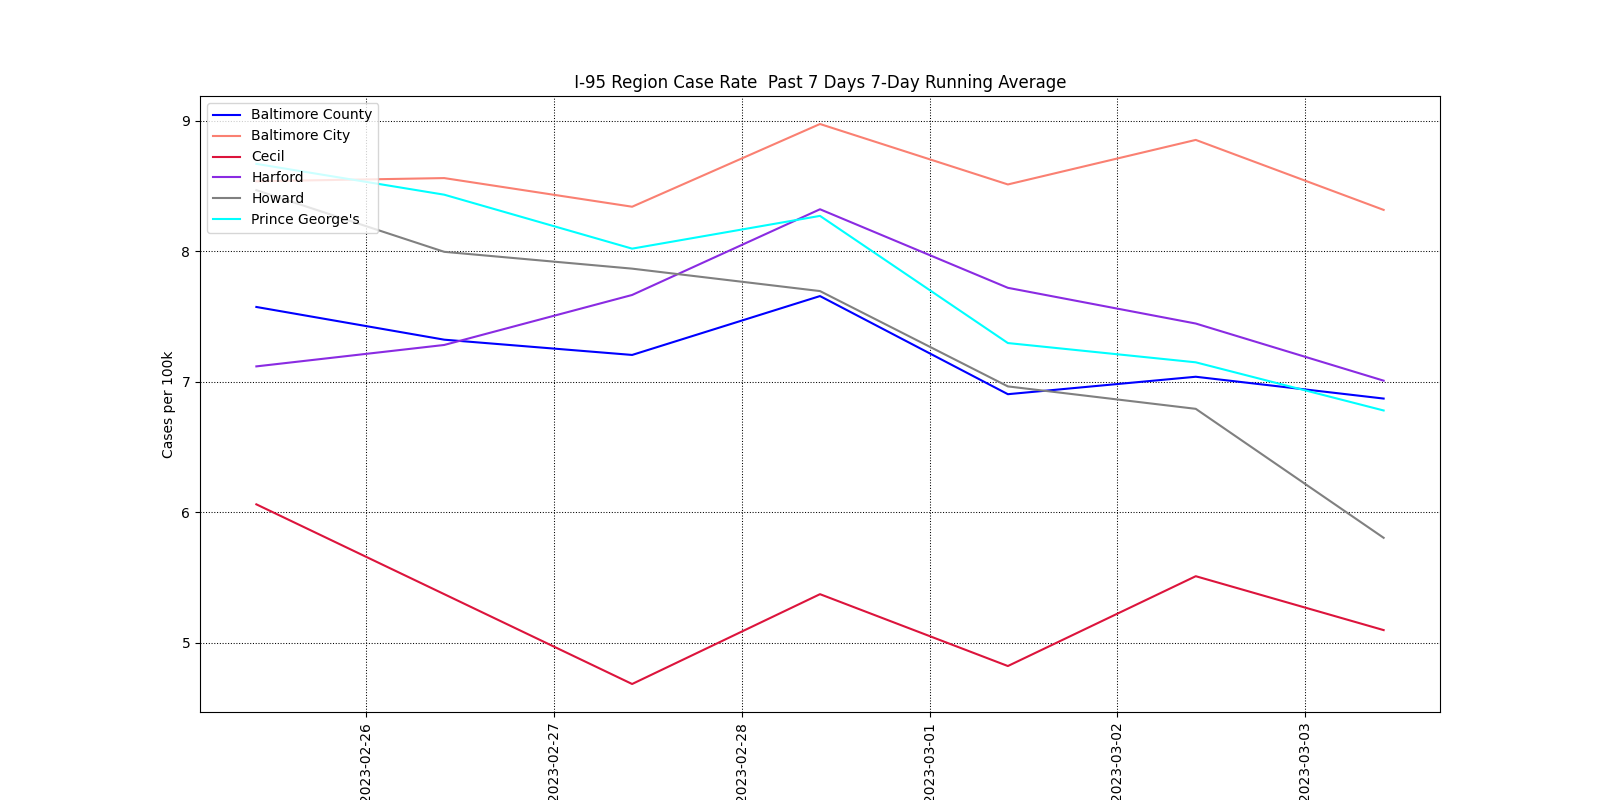 I-95 Region Case Rate  Past 7 Days 7-Day Running Average
Baltimore County
Baltimore City
Cecil
Harford
Howard
Prince George's
Cases per 100k
9
8
7
6
5
2023-02-26
2023-02-27
2023-02-28
2023-03-01
2023-03-02
2023-03-03